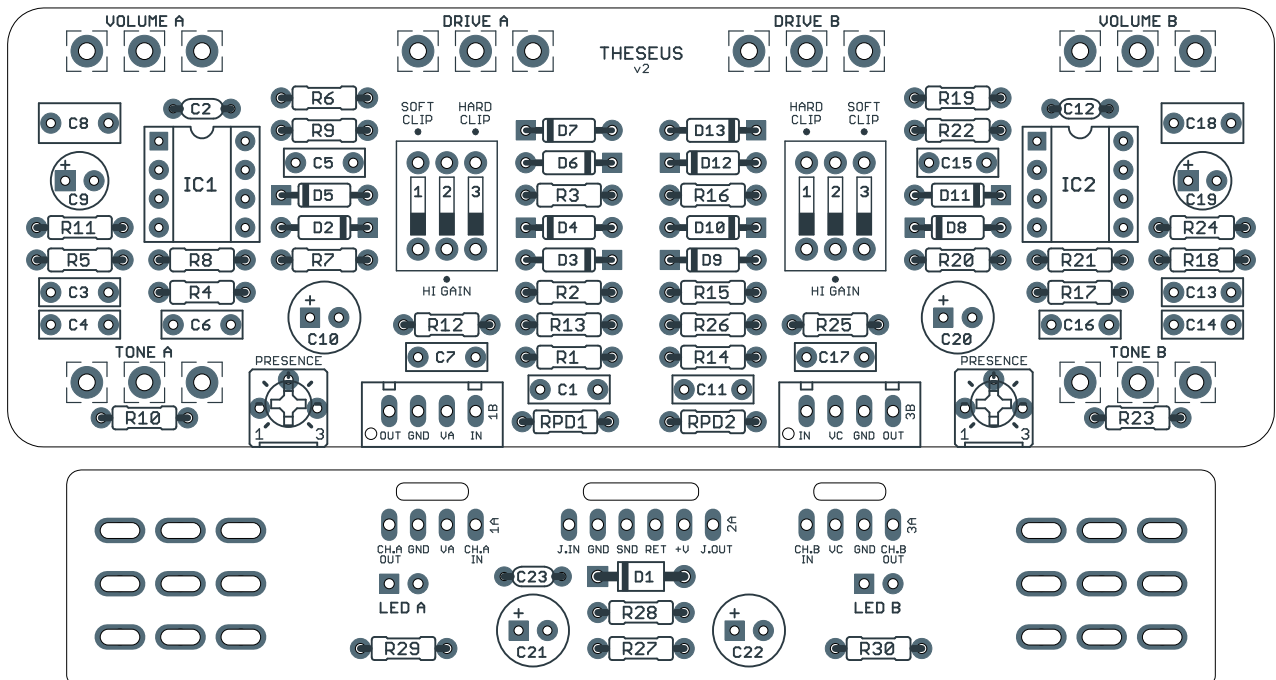 VOLUME A
DRIVE A
DRIVE B
VOLUME B
THESEUS
v2
R6
C2
R19
C12
SOFT CLIP
HARD CLIP
HARD CLIP
SOFT CLIP
C8
R9
D7
D13
R22
C18
C5
D6
D12
C15
IC1
IC2
C9
D5
1 2 3
R3
R16
1 2 3
D11
C19
R11
D2
D4
D10
D8
R24
R5
R8
R7
D3
D9
R20
R21
R18
C3
R4
HI GAIN
R2
R15
HI GAIN
R17
C13
C4
C6
C10
R12
R13
R26
R25
C20
C16
C14
TONE A
PRESENCE
C7
R1
R14
C17
PRESENCE
TONE B
C1
C11
R10
1 3
OUT GND VA IN
1B
RPD1
RPD2
IN VC GND OUT
3B
1 3
R23
1A
2A
3A
CH.A OUT
GND
VA
CH.A IN
J.IN GND SND RET +V J.OUT
CH.B IN
VC
GND
CH.B OUT
C23
D1
LED A
LED B
R28
C21
C22
R29
R27
R30